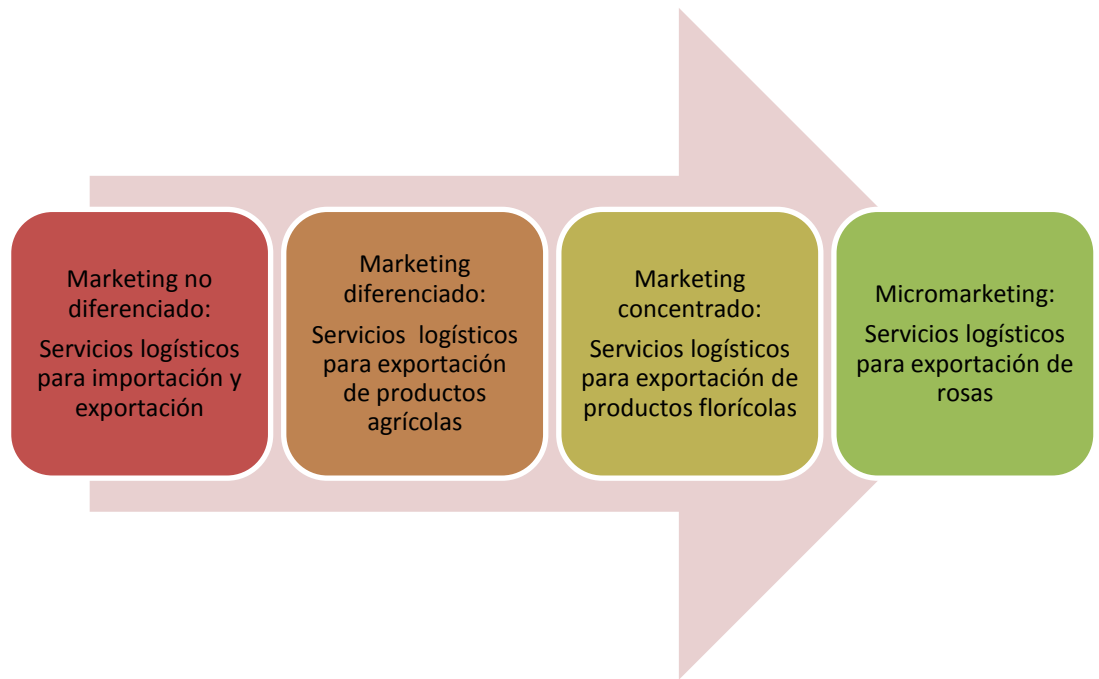 Marketing no
diferenciado:
Servicios logísticos
para importación y
exportación
Marketing
diferenciado:
Servicios  logísticos
para exportación
de productos
agrícolas
Marketing
concentrado:
Servicios logísticos
para exportación de
productos florícolas
Micromarketing:
Servicios logísticos
para exportación de
rosas